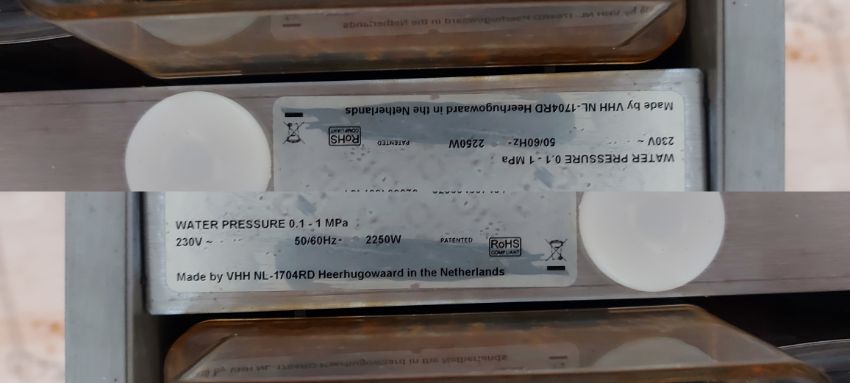 Made by VHH NL-1704RD Heerhugowaard in the Netherlands
230V ~ 50/60Hz- 2250W PATENTED RoHS COMPLIANT
WATER PRESSURE 0.1 - 1 MPa
WATER PRESSURE 0.1 - 1 MPa
230V ~ 50/60Hz- 2250W PATENTED RoHS COMPLIANT
Made by VHH NL-1704RD Heerhugowaard in the Netherlands